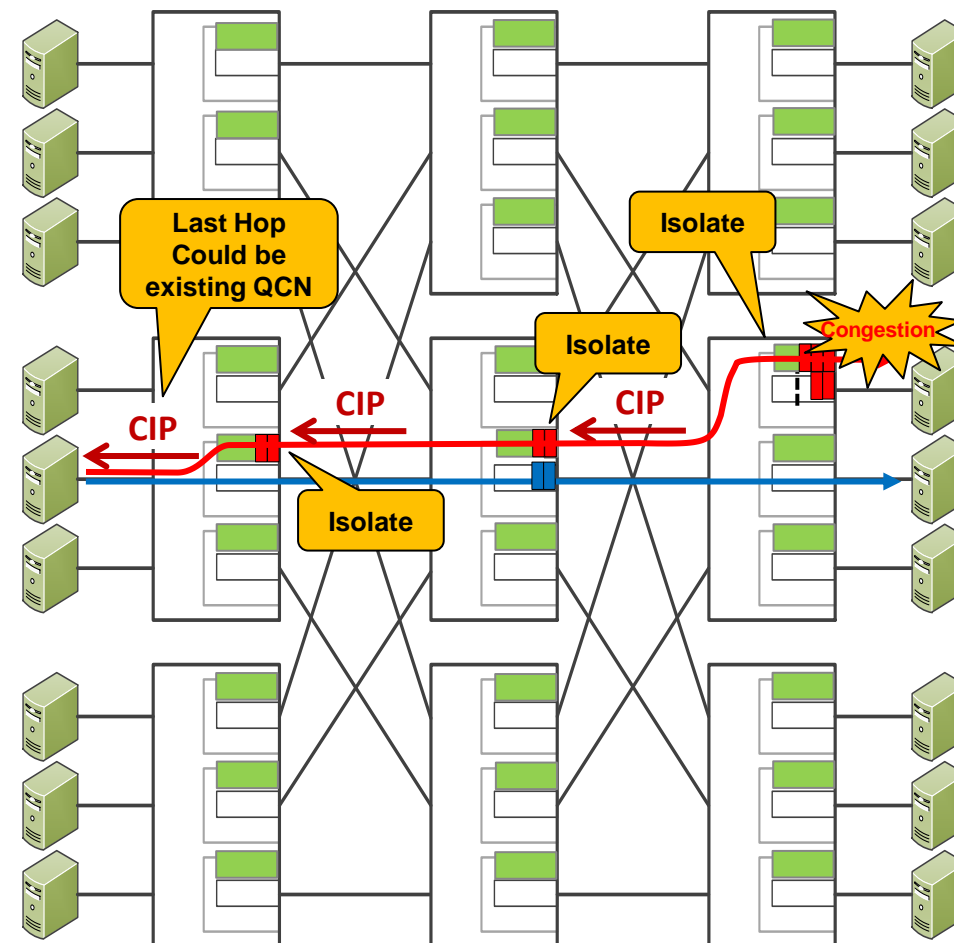 Last Hop
Could be
existing QCN
Isolate
Congestion
Isolate
CIP
CIP
CIP
Isolate